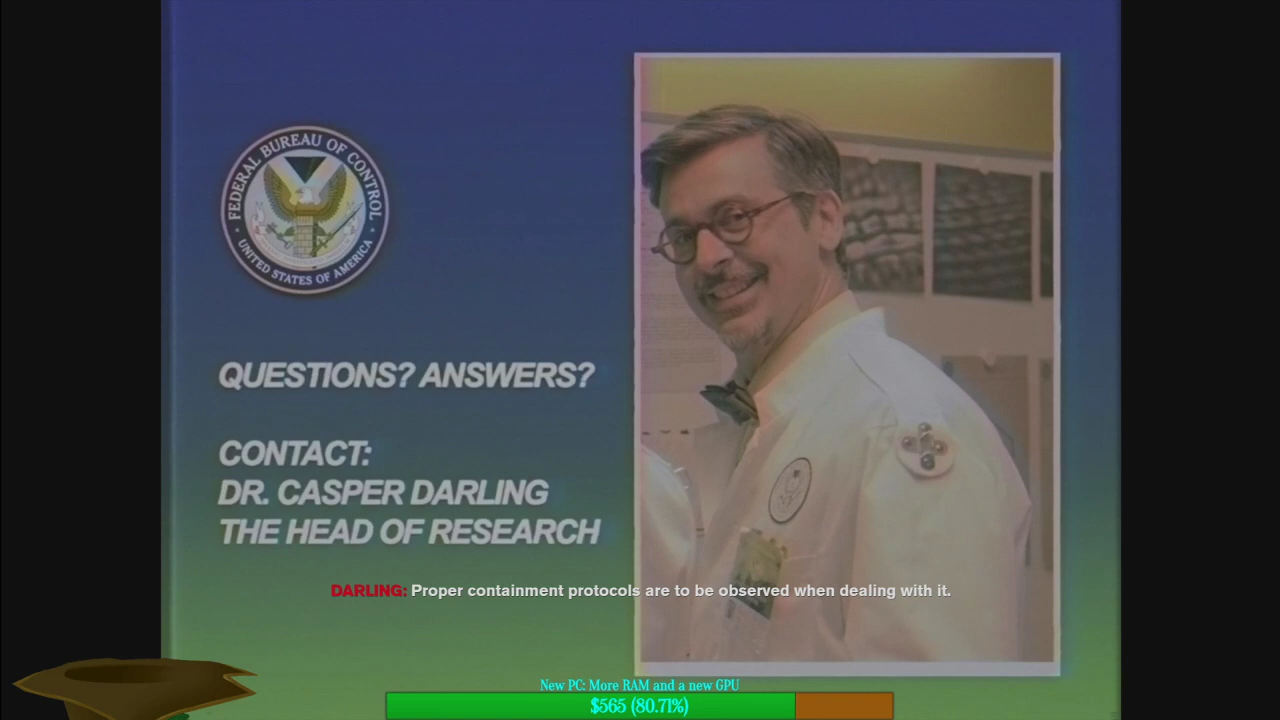 FEDERAL BUREAU OF CONTROL
UNITED STATES OF AMERICA
QUESTIONS? ANSWERS?
CONTACT:
DR. CASPER DARLING
THE HEAD OF RESEARCH
DARLING: Proper containment protocols are to be observed when dealing with it.
New PC: More RAM and a new GPU
$565 (80.71%)